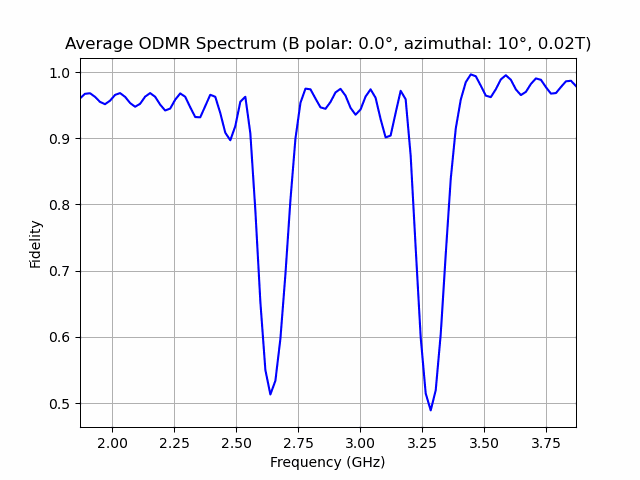 Average ODMR Spectrum (B polar: 0.0°, azimuthal: 10°, 0.02T)
1.0
0.9
0.8
0.7
0.6
0.5
Fidelity
2.00 2.25 2.50 2.75 3.00 3.25 3.50 3.75
Frequency (GHz)